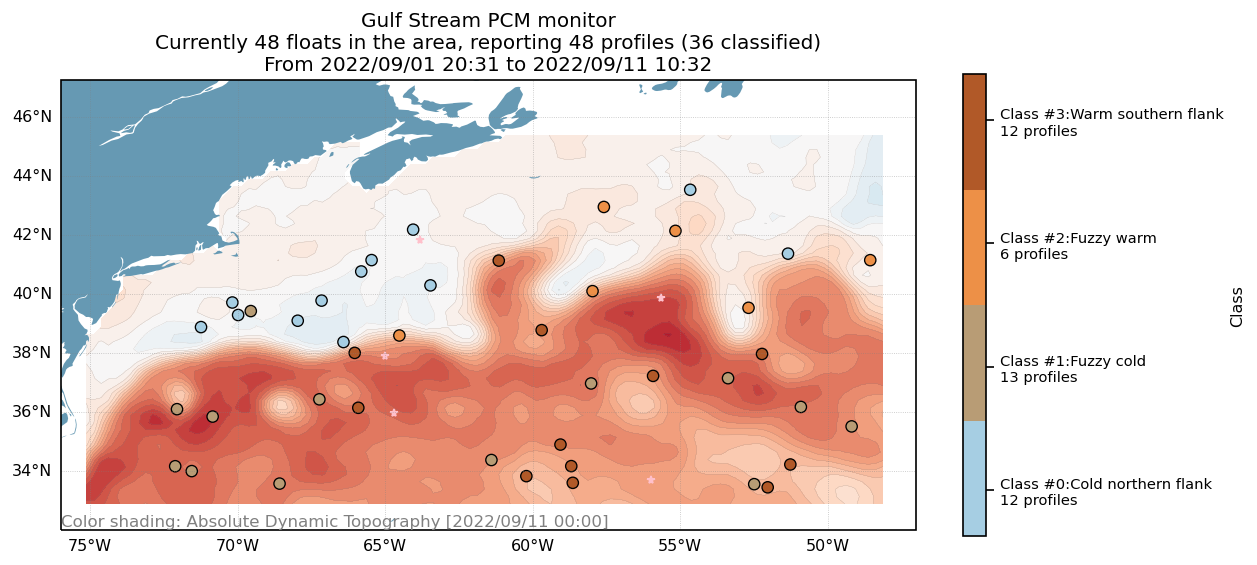 Gulf Stream PCM monitor
Currently 48 floats in the area, reporting 48 profiles (36 classified)
From 2022/09/01 20:31 to 2022/09/11 10:32
46°N
44°N
42°N
40°N
38°N
36°N
34°N
Color shading: Absolute Dynamic Topography [2022/09/11 00:00]
75°W
70°W
65°W
60°W
55°W
50°W
Class #3:Warm southern flank
12 profiles
Class #2:Fuzzy warm
6 profiles
Class #1:Fuzzy cold
13 profiles
Class #0:Cold northern flank
12 profiles
Class